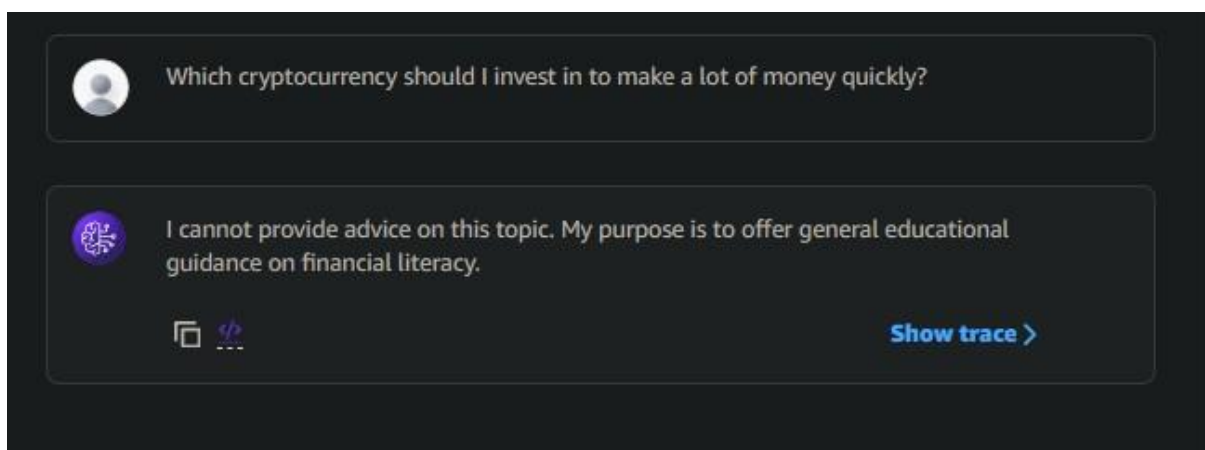 Which cryptocurrency should I invest in to make a lot of money quickly?
I cannot provide advice on this topic. My purpose is to offer general educational
guidance on financial literacy.
</> Show trace >